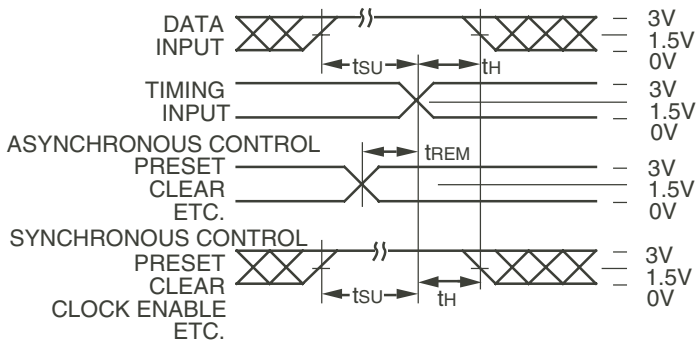 DATA
INPUT
3V
1.5V
0V
tSU
tH
TIMING
INPUT
3V
1.5V
0V
ASYNCHRONOUS CONTROL
tREM
PRESET
CLEAR
ETC.
3V
1.5V
0V
SYNCHRONOUS CONTROL
PRESET
CLEAR
CLOCK ENABLE
ETC.
3V
1.5V
0V
tSU
tH